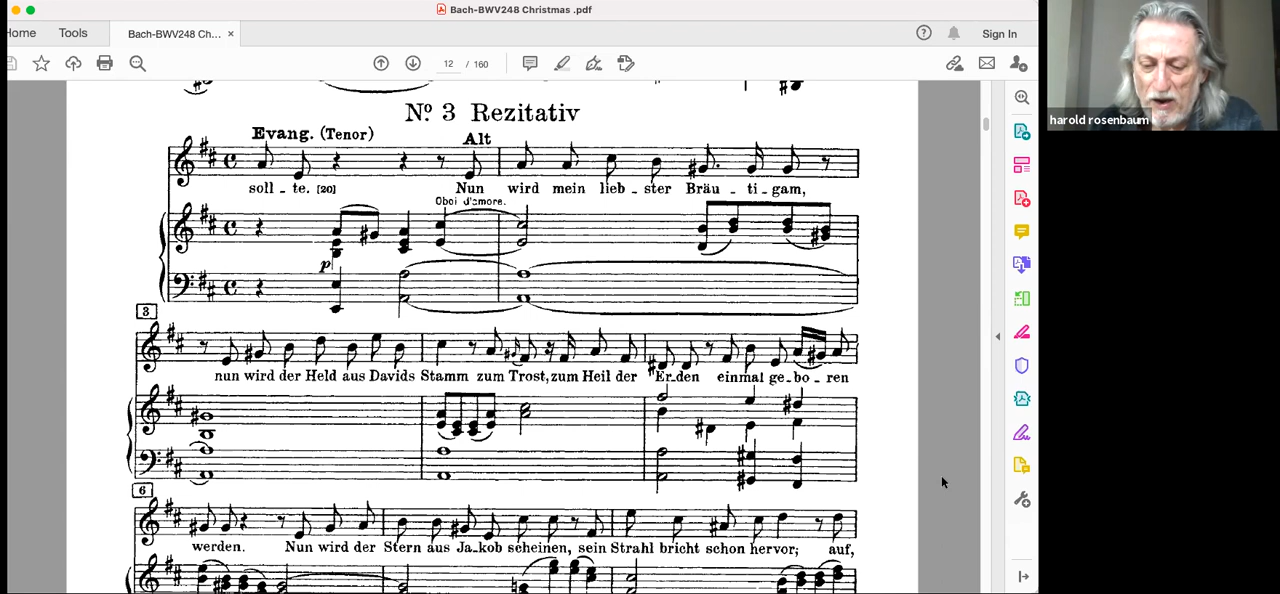 Bach-BWV248 Christmas .pdf
Home Tools Bach-BWV248 Ch... × Sign In
12 / 160
harold rosenbaum
Nº 3 Rezitativ
Evang. (Tenor) Alt
soll - te. [20] Nun wird mein lieb - ster Bräu - ti - gam,
Oboi d'amore.
p
3
nun wird der Held aus Davids Stamm zum Trost, zum Heil der Er-den einmal ge-bo - ren
6
werden. Nun wird der Stern aus Ja-kob scheinen, sein Strahl bricht schon hervor; auf,